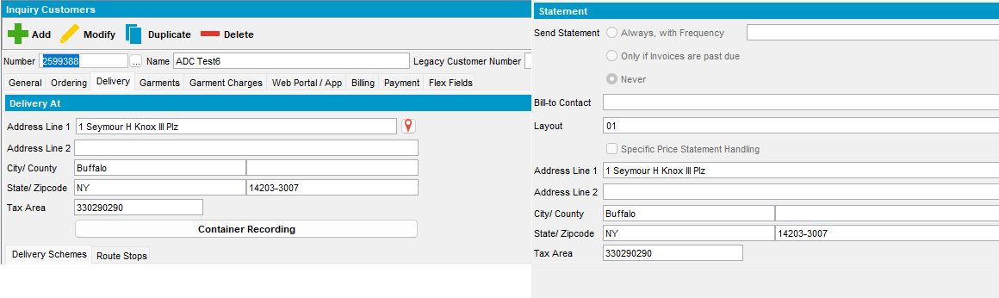 Inquiry Customers
Add Modify Duplicate Delete
Number 2599388 ... Name ADC Test6 Legacy Customer Number
General Ordering Delivery Garments Garment Charges Web Portal / App Billing Payment Flex Fields
Delivery At
Address Line 1 1 Seymour H Knox III Plz
Address Line 2
City/ County Buffalo
State/ Zipcode NY 14203-3007
Tax Area 330290290
Container Recording
Delivery Schemes Route Stops
Statement
Send Statement Always, with Frequency
Only if Invoices are past due
Never
Bill-to Contact
Layout 01
Specific Price Statement Handling
Address Line 1 1 Seymour H Knox III Plz
Address Line 2
City/ County Buffalo
State/ Zipcode NY 14203-3007
Tax Area 330290290